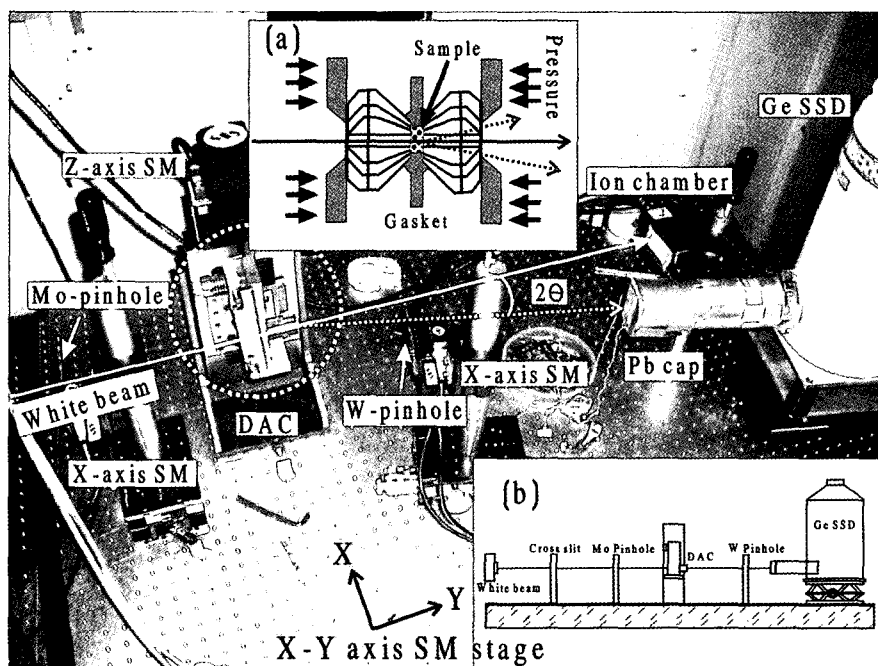 (a)
Sample
Pressure
Gasket
Ge SSD
Z-axis SM
Ion chamber
Mo-pinhole
2Θ
White beam
DAC
W-pinhole
X-axis SM
Pb cap
X-axis SM
X
Y
X-Y axis SM stage
(b)
Ge SSD
Cross slit
Mo Pinhole
DAC
W Pinhole
White beam